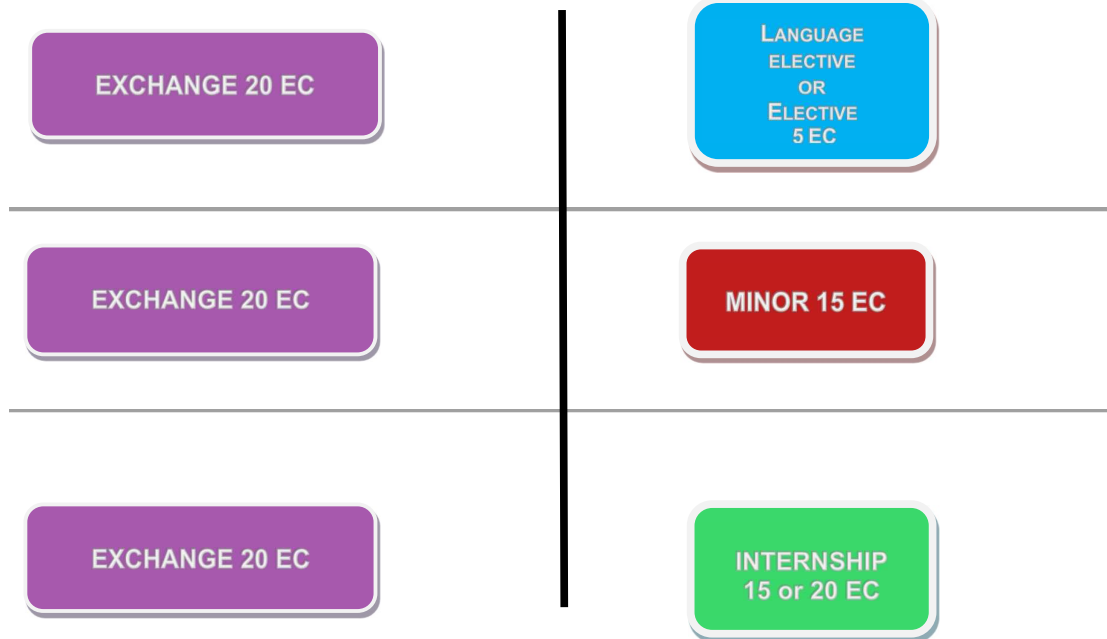 EXCHANGE 20 EC
LANGUAGE
ELECTIVE
OR
ELECTIVE
5 EC
EXCHANGE 20 EC
MINOR 15 EC
EXCHANGE 20 EC
INTERNSHIP
15 or 20 EC